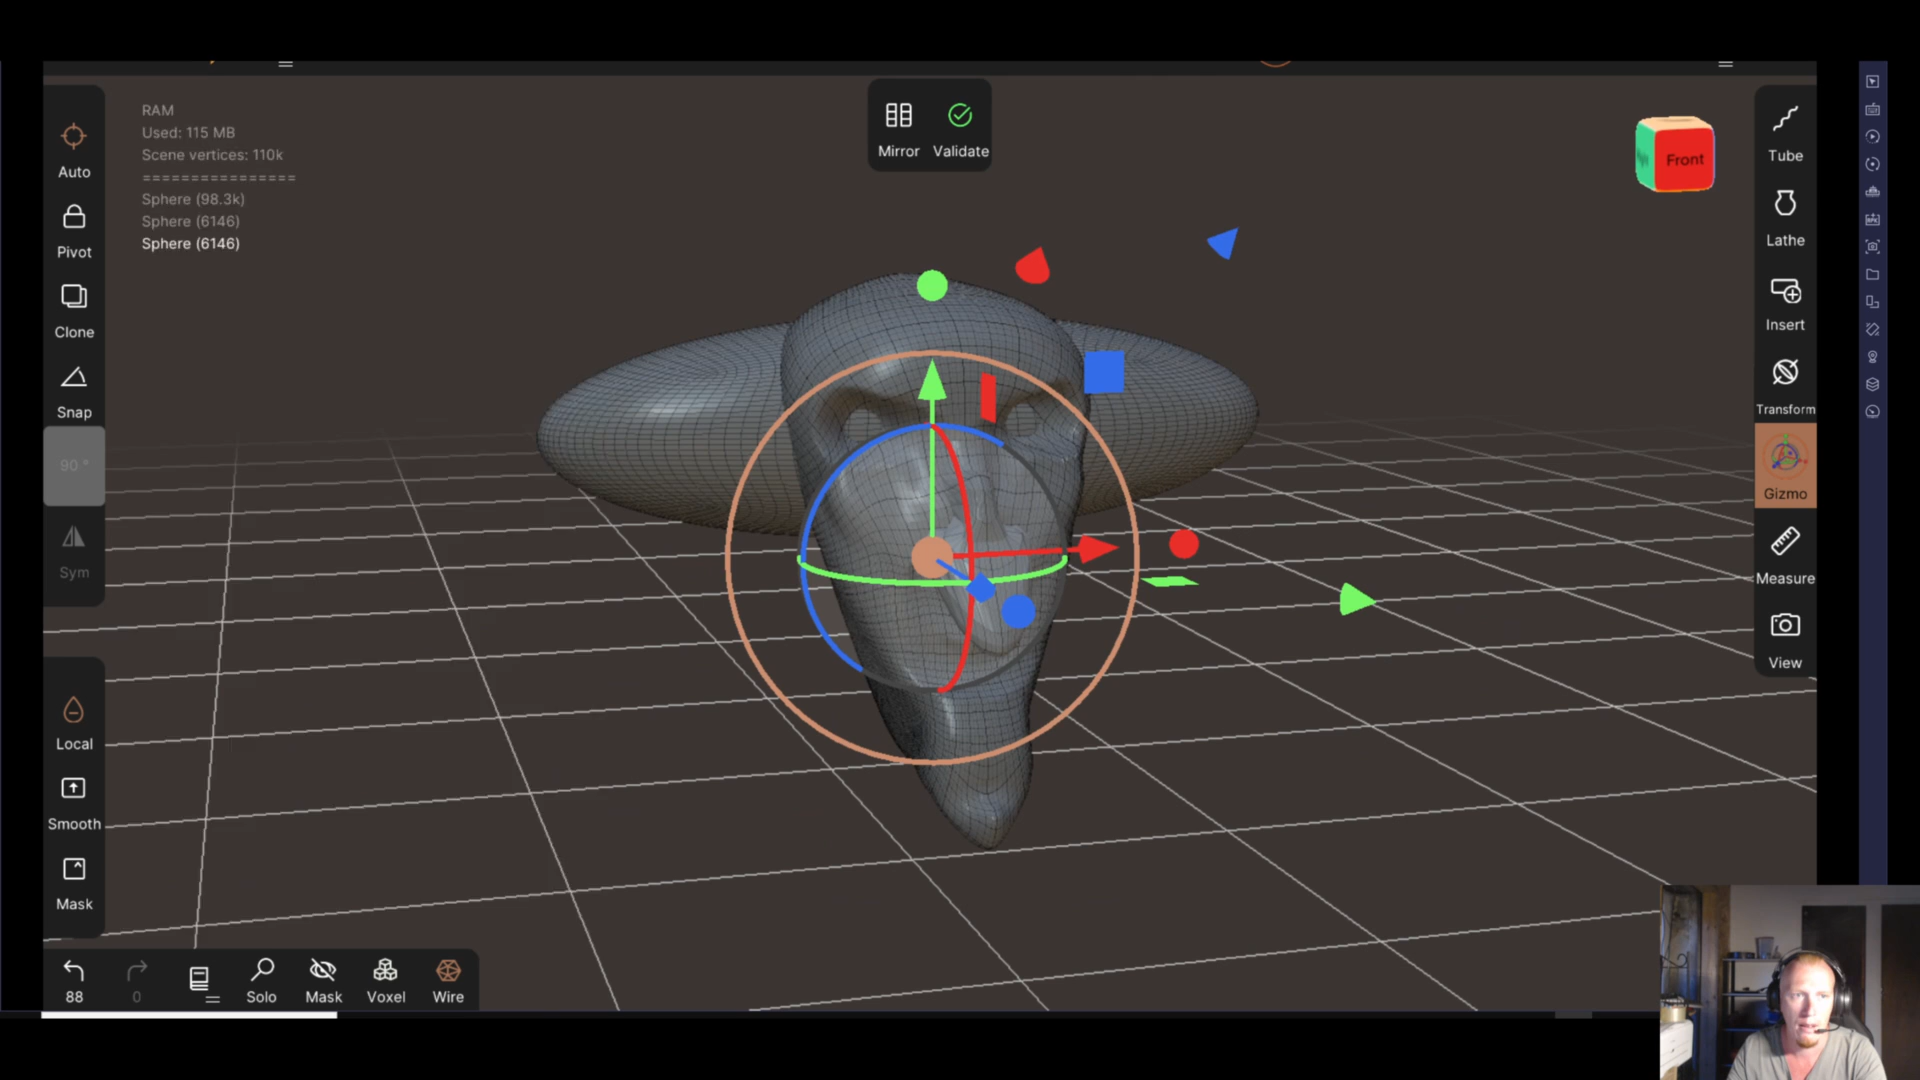 RAM
Used: 115 MB
Scene vertices: 110k
================
Sphere (98.3k)
Sphere (6146)
Sphere (6146)
Auto
Pivot
Clone
Snap
90 °
Sym
Local
Smooth
Mask
88
0
Solo
Mask
Voxel
Wire
Mirror
Validate
Front
Tube
Lathe
Insert
Transform
Gizmo
Measure
View